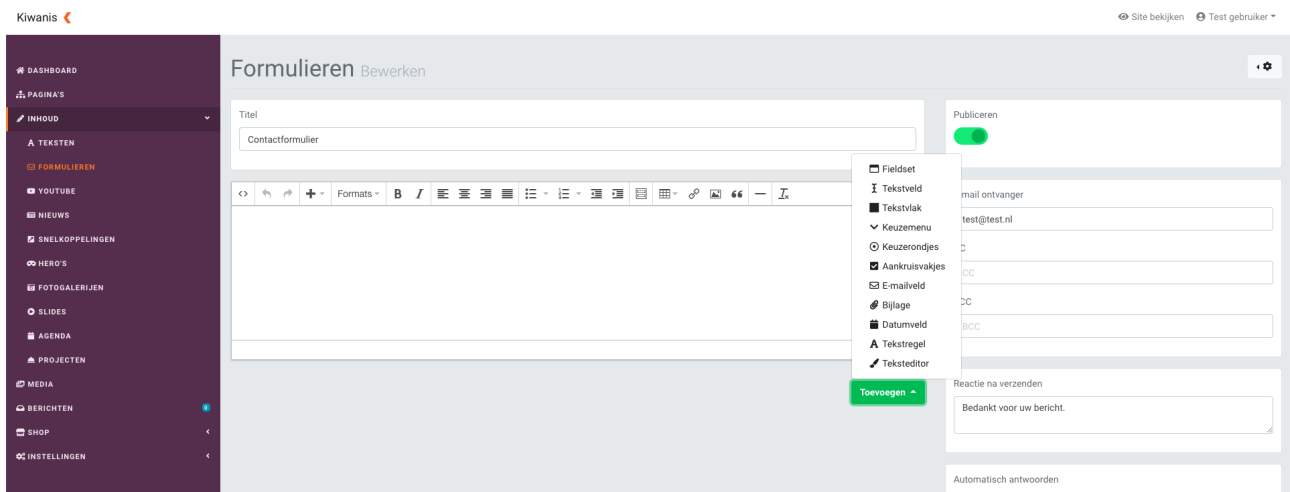 Kiwanis
Site bekijken
Test gebruiker
DASHBOARD
PAGINA'S
INHOUD
TEKSTEN
FORMULIEREN
YOUTUBE
NIEUWS
SNELKOPPELINGEN
HERO'S
FOTOGALERIJEN
SLIDES
AGENDA
PROJECTEN
MEDIA
BERICHTEN 0
SHOP
INSTELLINGEN
Formulieren Bewerken
Titel
Contactformulier
Formats
Fieldset
Tekstveld
Tekstvlak
Keuzemenu
Keuzerondjes
Aankruisvakjes
E-mailveld
Bijlage
Datumveld
Tekstregel
Teksteditor
Toevoegen
Publiceren
mail ontvanger
test@test.nl
C
CC
CC
BCC
Reactie na verzenden
Bedankt voor uw bericht.
Automatisch antwoorden